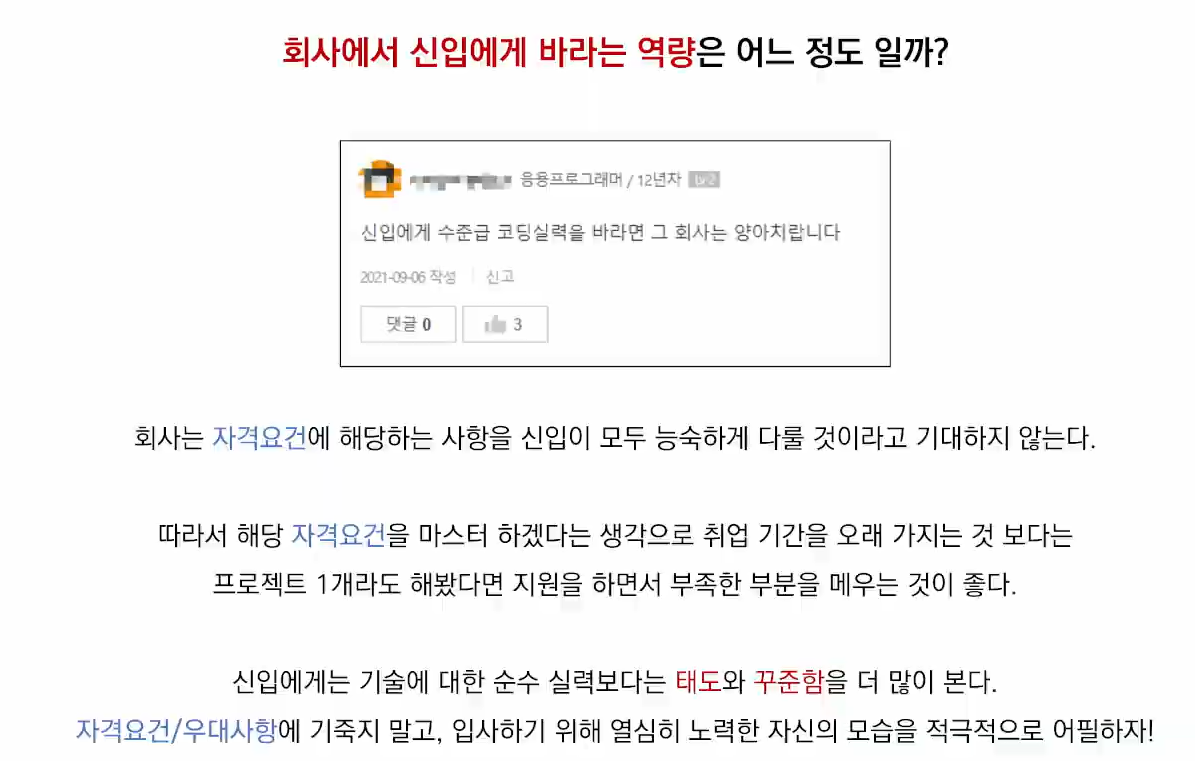 회사에서 신입에게 바라는 역량은 어느 정도 일까?
응용프로그래머 / 12년차 Lv 2
신입에게 수준급 코딩실력을 바라면 그 회사는 양아치랍니다
2021-09-06 작성 | 신고
댓글 0 3
회사는 자격요건에 해당하는 사항을 신입이 모두 능숙하게 다룰 것이라고 기대하지 않는다.
따라서 해당 자격요건을 마스터 하겠다는 생각으로 취업 기간을 오래 가지는 것 보다는
프로젝트 1개라도 해봤다면 지원을 하면서 부족한 부분을 메우는 것이 좋다.
신입에게는 기술에 대한 순수 실력보다는 태도와 꾸준함을 더 많이 본다.
자격요건/우대사항에 기죽지 말고, 입사하기 위해 열심히 노력한 자신의 모습을 적극적으로 어필하자!